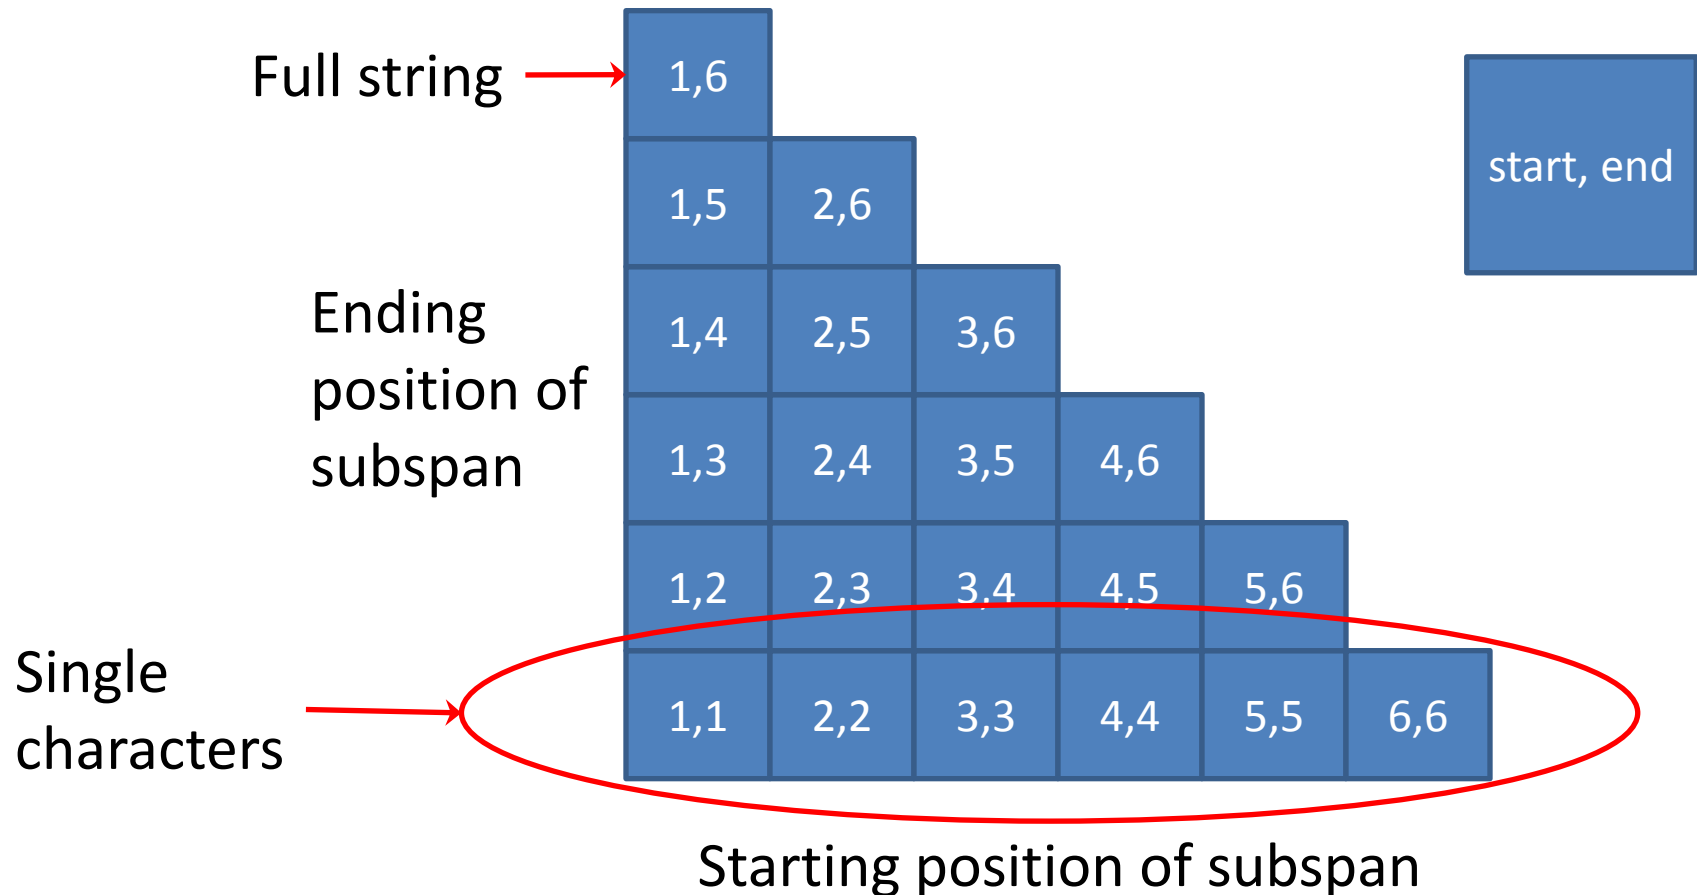 Full string
1,6
start, end
1,5 2,6
Ending
position of
subspan
1,4 2,5 3,6
1,3 2,4 3,5 4,6
1,2 2,3 3,4 4,5 5,6
Single
characters
1,1 2,2 3,3 4,4 5,5 6,6
Starting position of subspan